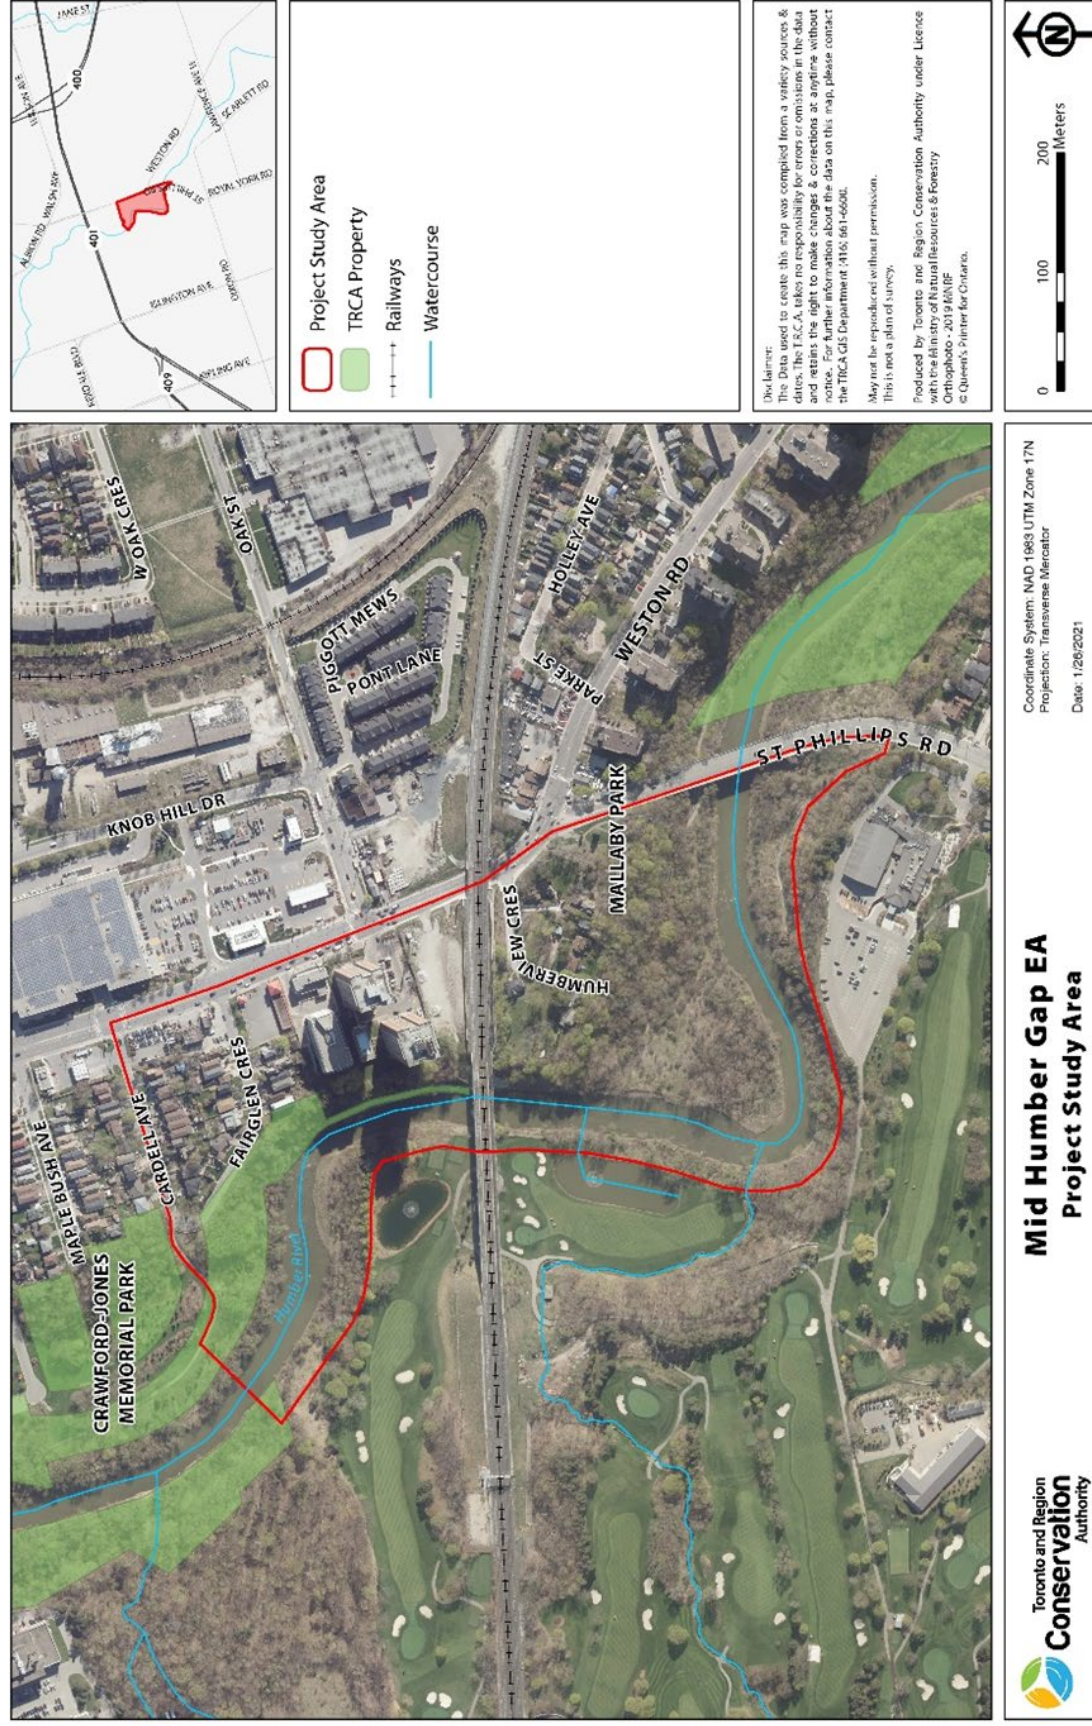 CRAWFORD-JONES
MEMORIAL PARK
MAPLE BUSH AVE
CARDELL AVE
FAIRGLEN CRES
KNOB HILL DR
W OAK CRES
OAK ST
PIGGOTT MEWS
PONT LANE
Humber River
HUMBERVIEW CRES
MALLABY PARK
PARKE ST
HOLLEY AVE
WESTON RD
ST PHILLIPS RD
JANE ST
400
WALSH AVE
ALBION RD
401
WESTON RD
LAWRENCE AVE W
SCARLETT RD
ROYAL YORK RD
ISLINGTON AVE
DIXON RD
KIPLING AVE
409
Project Study Area
TRCA Property
Railways
Watercourse
Disclaimer:
The Data used to create this map was compiled from a variety sources &
dates. The T.R.C.A. takes no responsibility for errors or omissions in the data
and retains the right to make changes & corrections at anytime without
notice. For further information about the data on this map, please contact
the TRCA GIS Department (416) 661-6600.
May not be reproduced without permission.
This is not a plan of survey.
Produced by Toronto and Region Conservation Authority under Licence
with the Ministry of Natural Resources & Forestry
Orthophoto - 2019 MNRF
© Queen's Printer for Ontario.
Toronto and Region
Conservation
Authority
Mid Humber Gap EA
Project Study Area
Coordinate System: NAD 1983 UTM Zone 17N
Projection: Transverse Mercator
Date: 1/26/2021
0 100 200
Meters
N